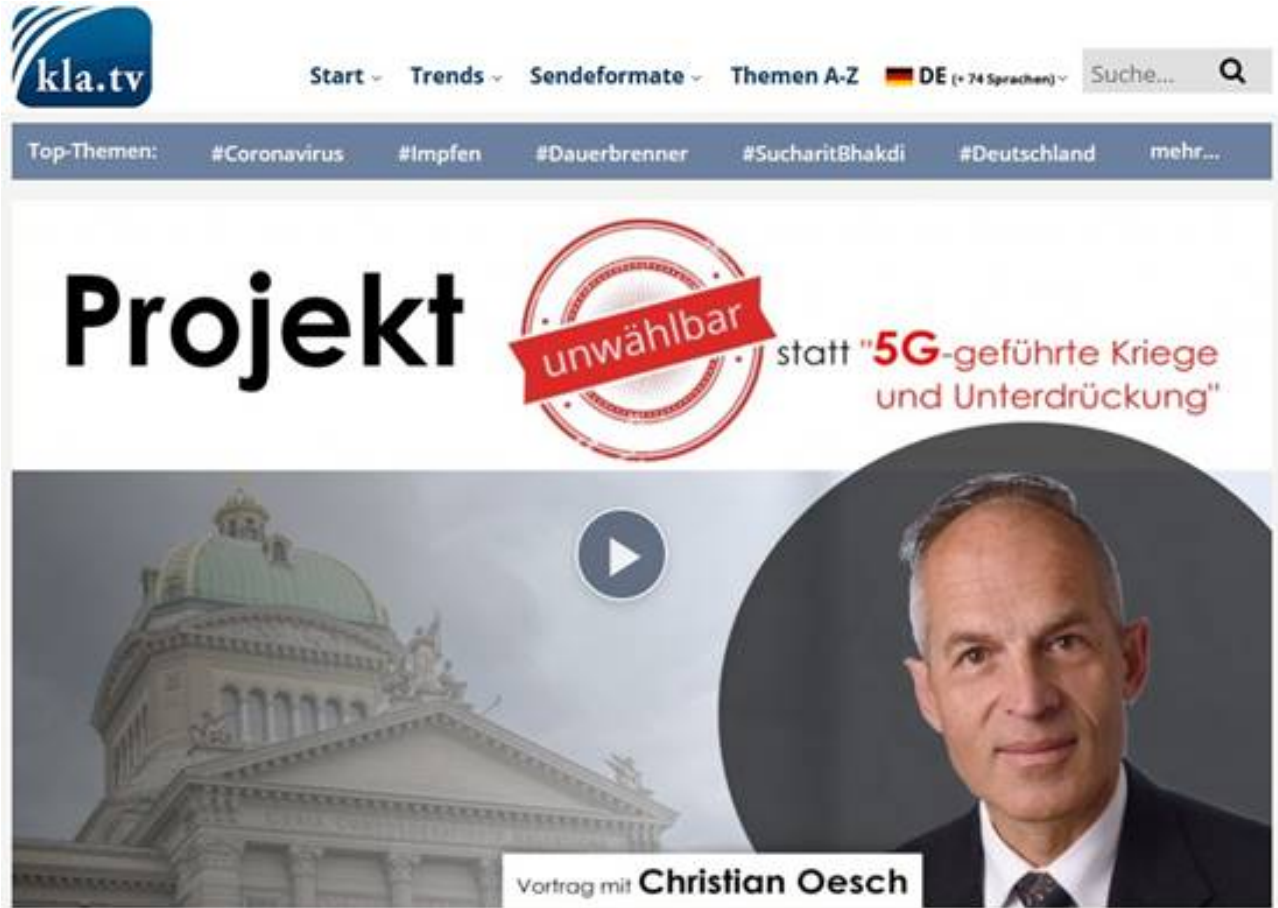 kla.tv
Start Trends Sendeformate Themen A-Z DE (+ 74 Sprachen) Suche...
Top-Themen: #Coronavirus #Impfen #Dauerbrenner #SucharitBhakdi #Deutschland mehr...
Projekt unwählbar statt "5G-geführte Kriege
und Unterdrückung"
Vortrag mit Christian Oesch